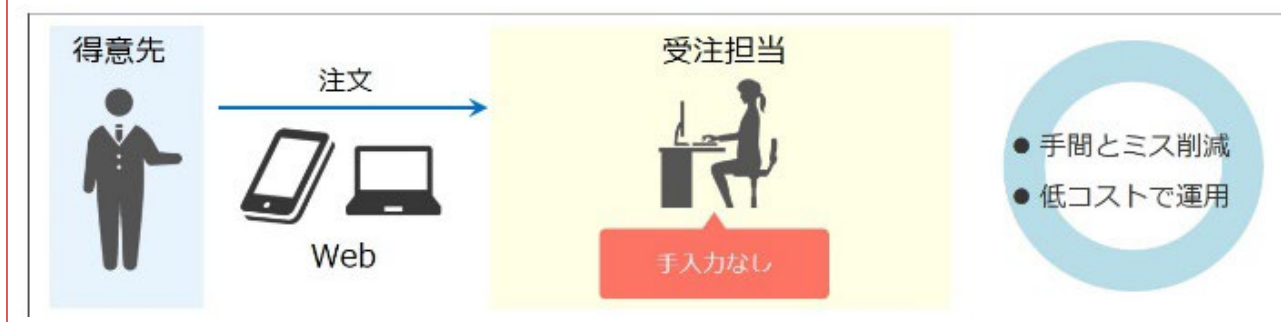 得意先
注文
Web
受注担当
手入力なし
● 手間とミス削減
● 低コストで運用